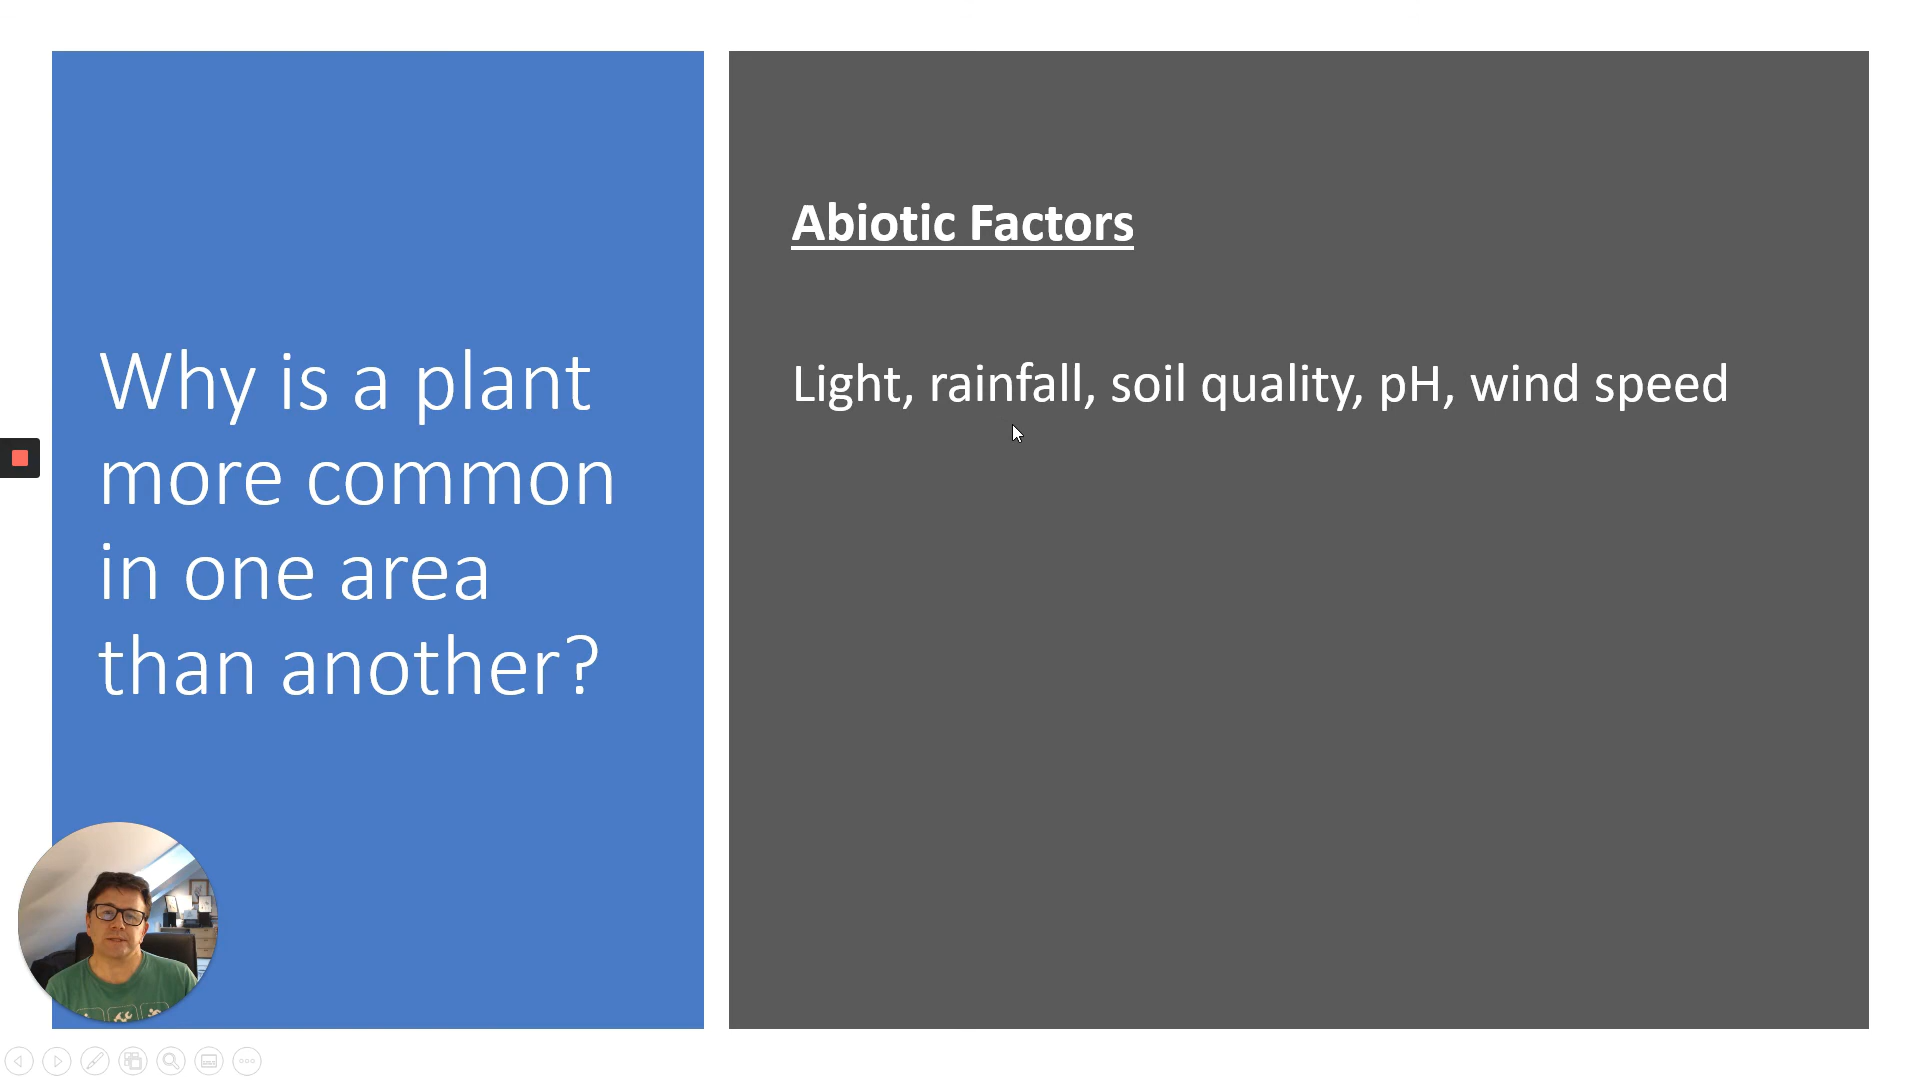 Why is a plant
more common
in one area
than another?
Abiotic Factors
Light, rainfall, soil quality, pH, wind speed